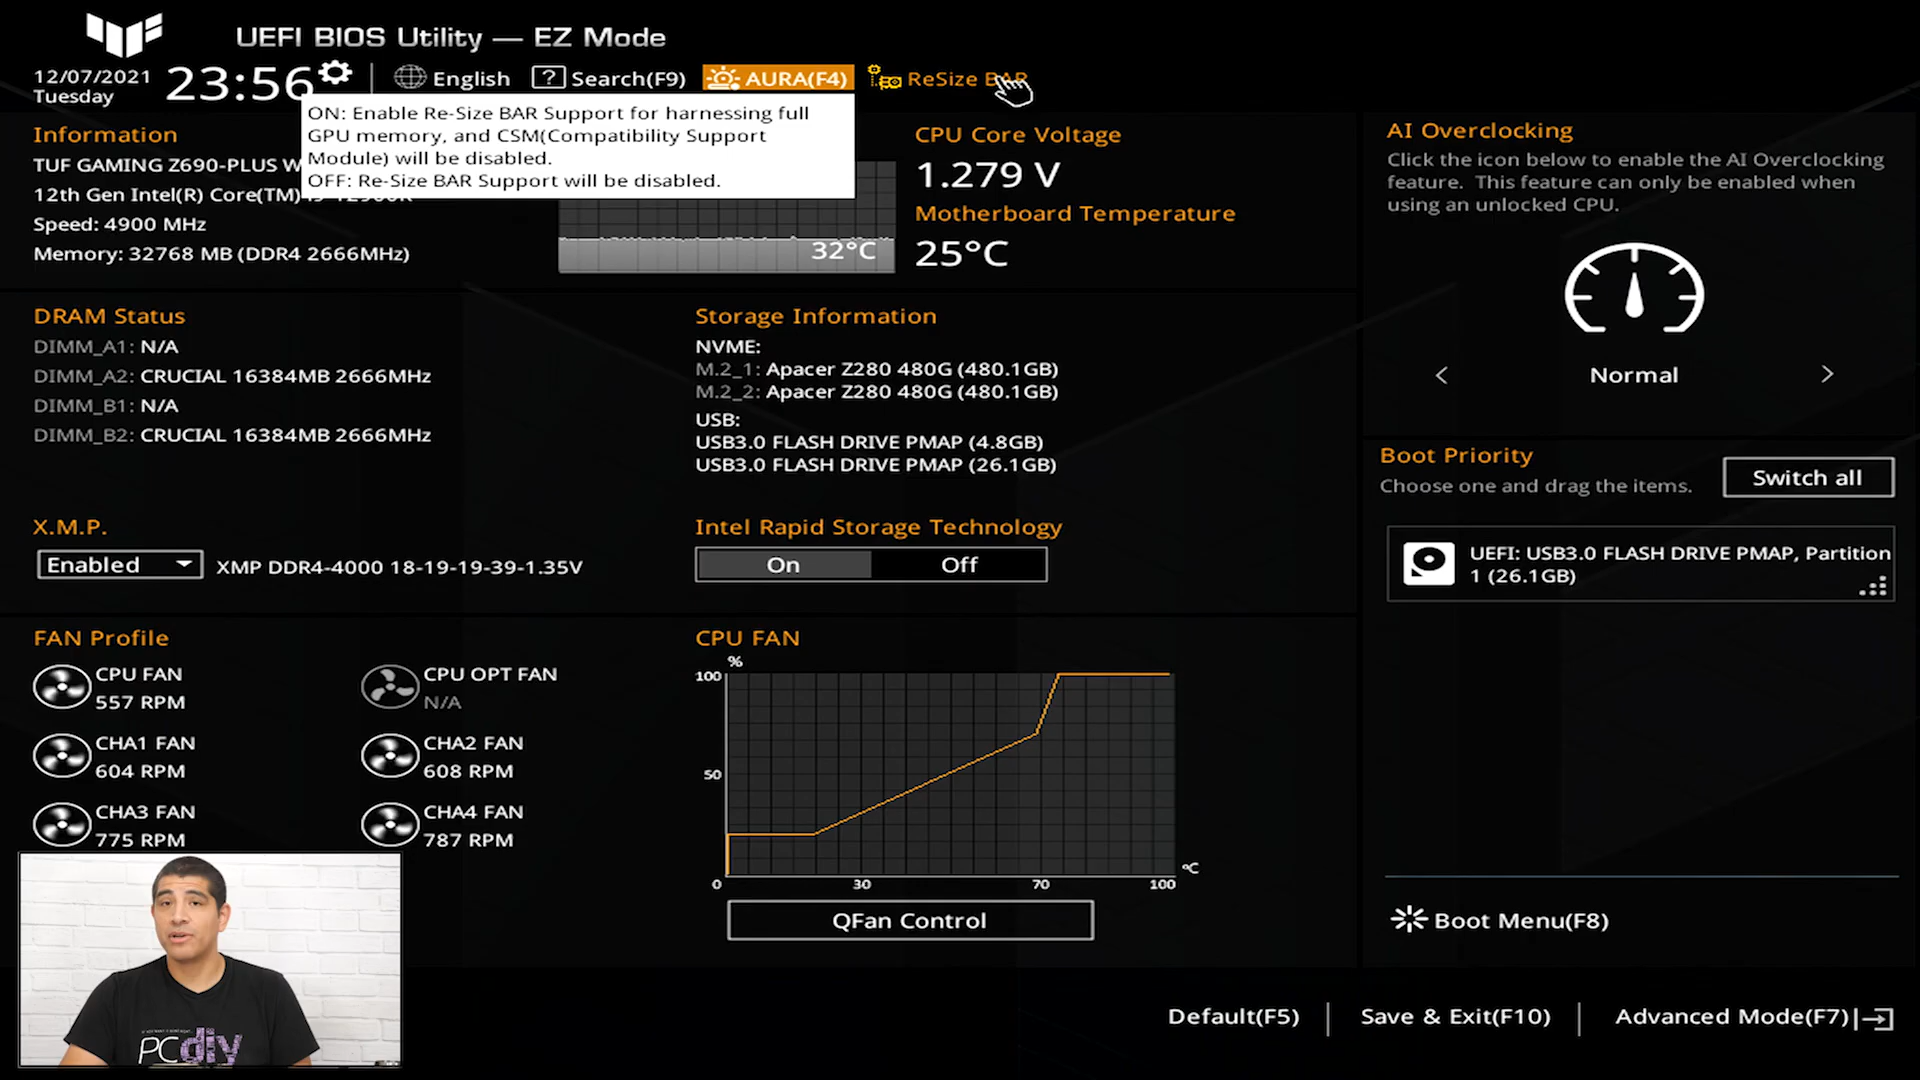 UEFI BIOS Utility — EZ Mode
12/07/2021
Tuesday
23:56
English
Search(F9)
AURA(F4)
ReSize BAR
ON: Enable Re-Size BAR Support for harnessing full
GPU memory, and CSM(Compatibility Support
Module) will be disabled.
OFF: Re-Size BAR Support will be disabled.
Information
TUF GAMING Z690-PLUS W
12th Gen Intel(R) Core(TM)
Speed: 4900 MHz
Memory: 32768 MB (DDR4 2666MHz)
32°C
CPU Core Voltage
1.279 V
Motherboard Temperature
25°C
AI Overclocking
Click the icon below to enable the AI Overclocking
feature. This feature can only be enabled when
using an unlocked CPU.
Normal
DRAM Status
DIMM_A1: N/A
DIMM_A2: CRUCIAL 16384MB 2666MHz
DIMM_B1: N/A
DIMM_B2: CRUCIAL 16384MB 2666MHz
Storage Information
NVME:
M.2_1: Apacer Z280 480G (480.1GB)
M.2_2: Apacer Z280 480G (480.1GB)
USB:
USB3.0 FLASH DRIVE PMAP (4.8GB)
USB3.0 FLASH DRIVE PMAP (26.1GB)
Boot Priority
Choose one and drag the items.
Switch all
UEFI: USB3.0 FLASH DRIVE PMAP, Partition
1 (26.1GB)
X.M.P.
Enabled
XMP DDR4-4000 18-19-19-39-1.35V
Intel Rapid Storage Technology
On
Off
FAN Profile
CPU FAN
557 RPM
CPU OPT FAN
N/A
CHA1 FAN
604 RPM
CHA2 FAN
608 RPM
CHA3 FAN
775 RPM
CHA4 FAN
787 RPM
CPU FAN
%
100
50
0
30
70
100
°C
QFan Control
Boot Menu(F8)
PCdiy
Default(F5)
Save & Exit(F10)
Advanced Mode(F7)